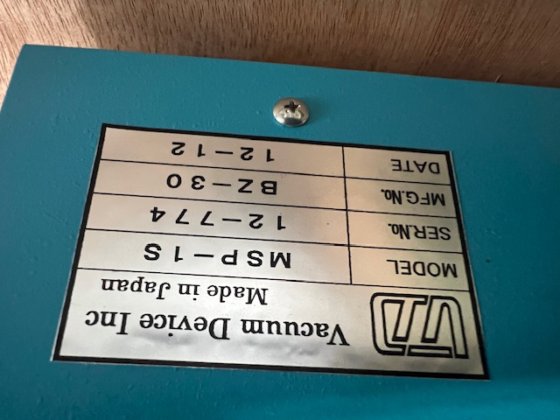 VD Vacuum Device Inc
Made in Japan
MODEL MSP-1S
SER.No. 12-774
MFG.No. BZ-30
DATE 12-12